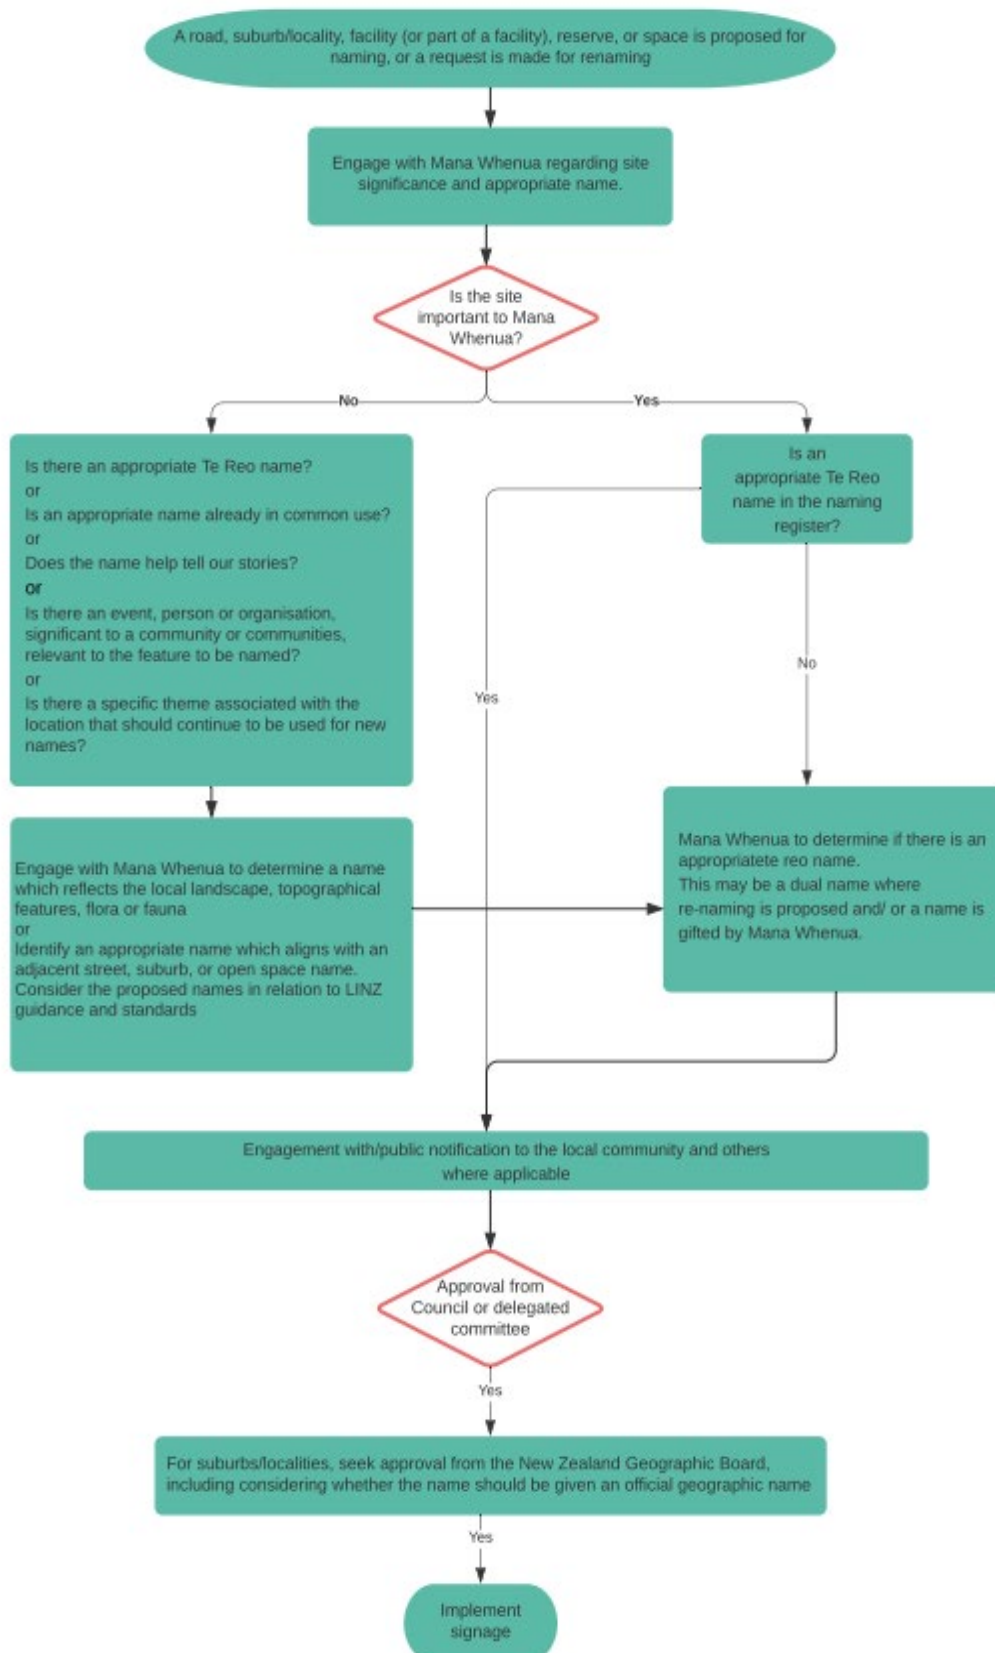 A road, suburb/locality, facility (or part of a facility), reserve, or space is proposed for
naming, or a request is made for renaming
Engage with Mana Whenua regarding site
significance and appropriate name.
Is the site
important to Mana
Whenua?
No
Yes
Is there an appropriate Te Reo name?
or
Is an appropriate name already in common use?
or
Does the name help tell our stories?
or
Is there an event, person or organisation,
significant to a community or communities,
relevant to the feature to be named?
or
Is there a specific theme associated with the
location that should continue to be used for new
names?
Is an
appropriate Te Reo
name in the naming
register?
No
Yes
Engage with Mana Whenua to determine a name
which reflects the local landscape, topographical
features, flora or fauna
or
Identify an appropriate name which aligns with an
adjacent street, suburb, or open space name.
Consider the proposed names in relation to LINZ
guidance and standards
Mana Whenua to determine if there is an
appropriatete reo name.
This may be a dual name where
re-naming is proposed and/ or a name is
gifted by Mana Whenua.
Engagement with/public notification to the local community and others
where applicable
Approval from
Council or delegated
committee
Yes
For suburbs/localities, seek approval from the New Zealand Geographic Board,
including considering whether the name should be given an official geographic name
Yes
Implement
signage